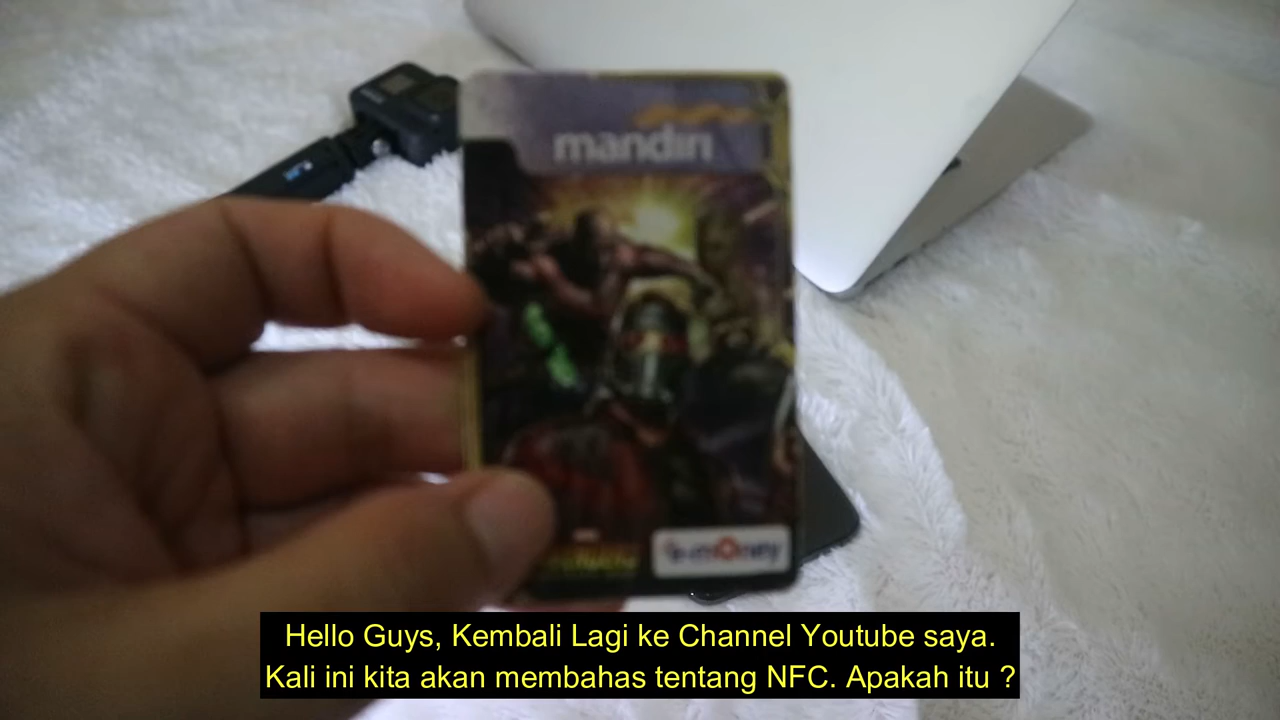 mandiri
e-money
Hello Guys, Kembali Lagi ke Channel Youtube saya.
Kali ini kita akan membahas tentang NFC. Apakah itu ?